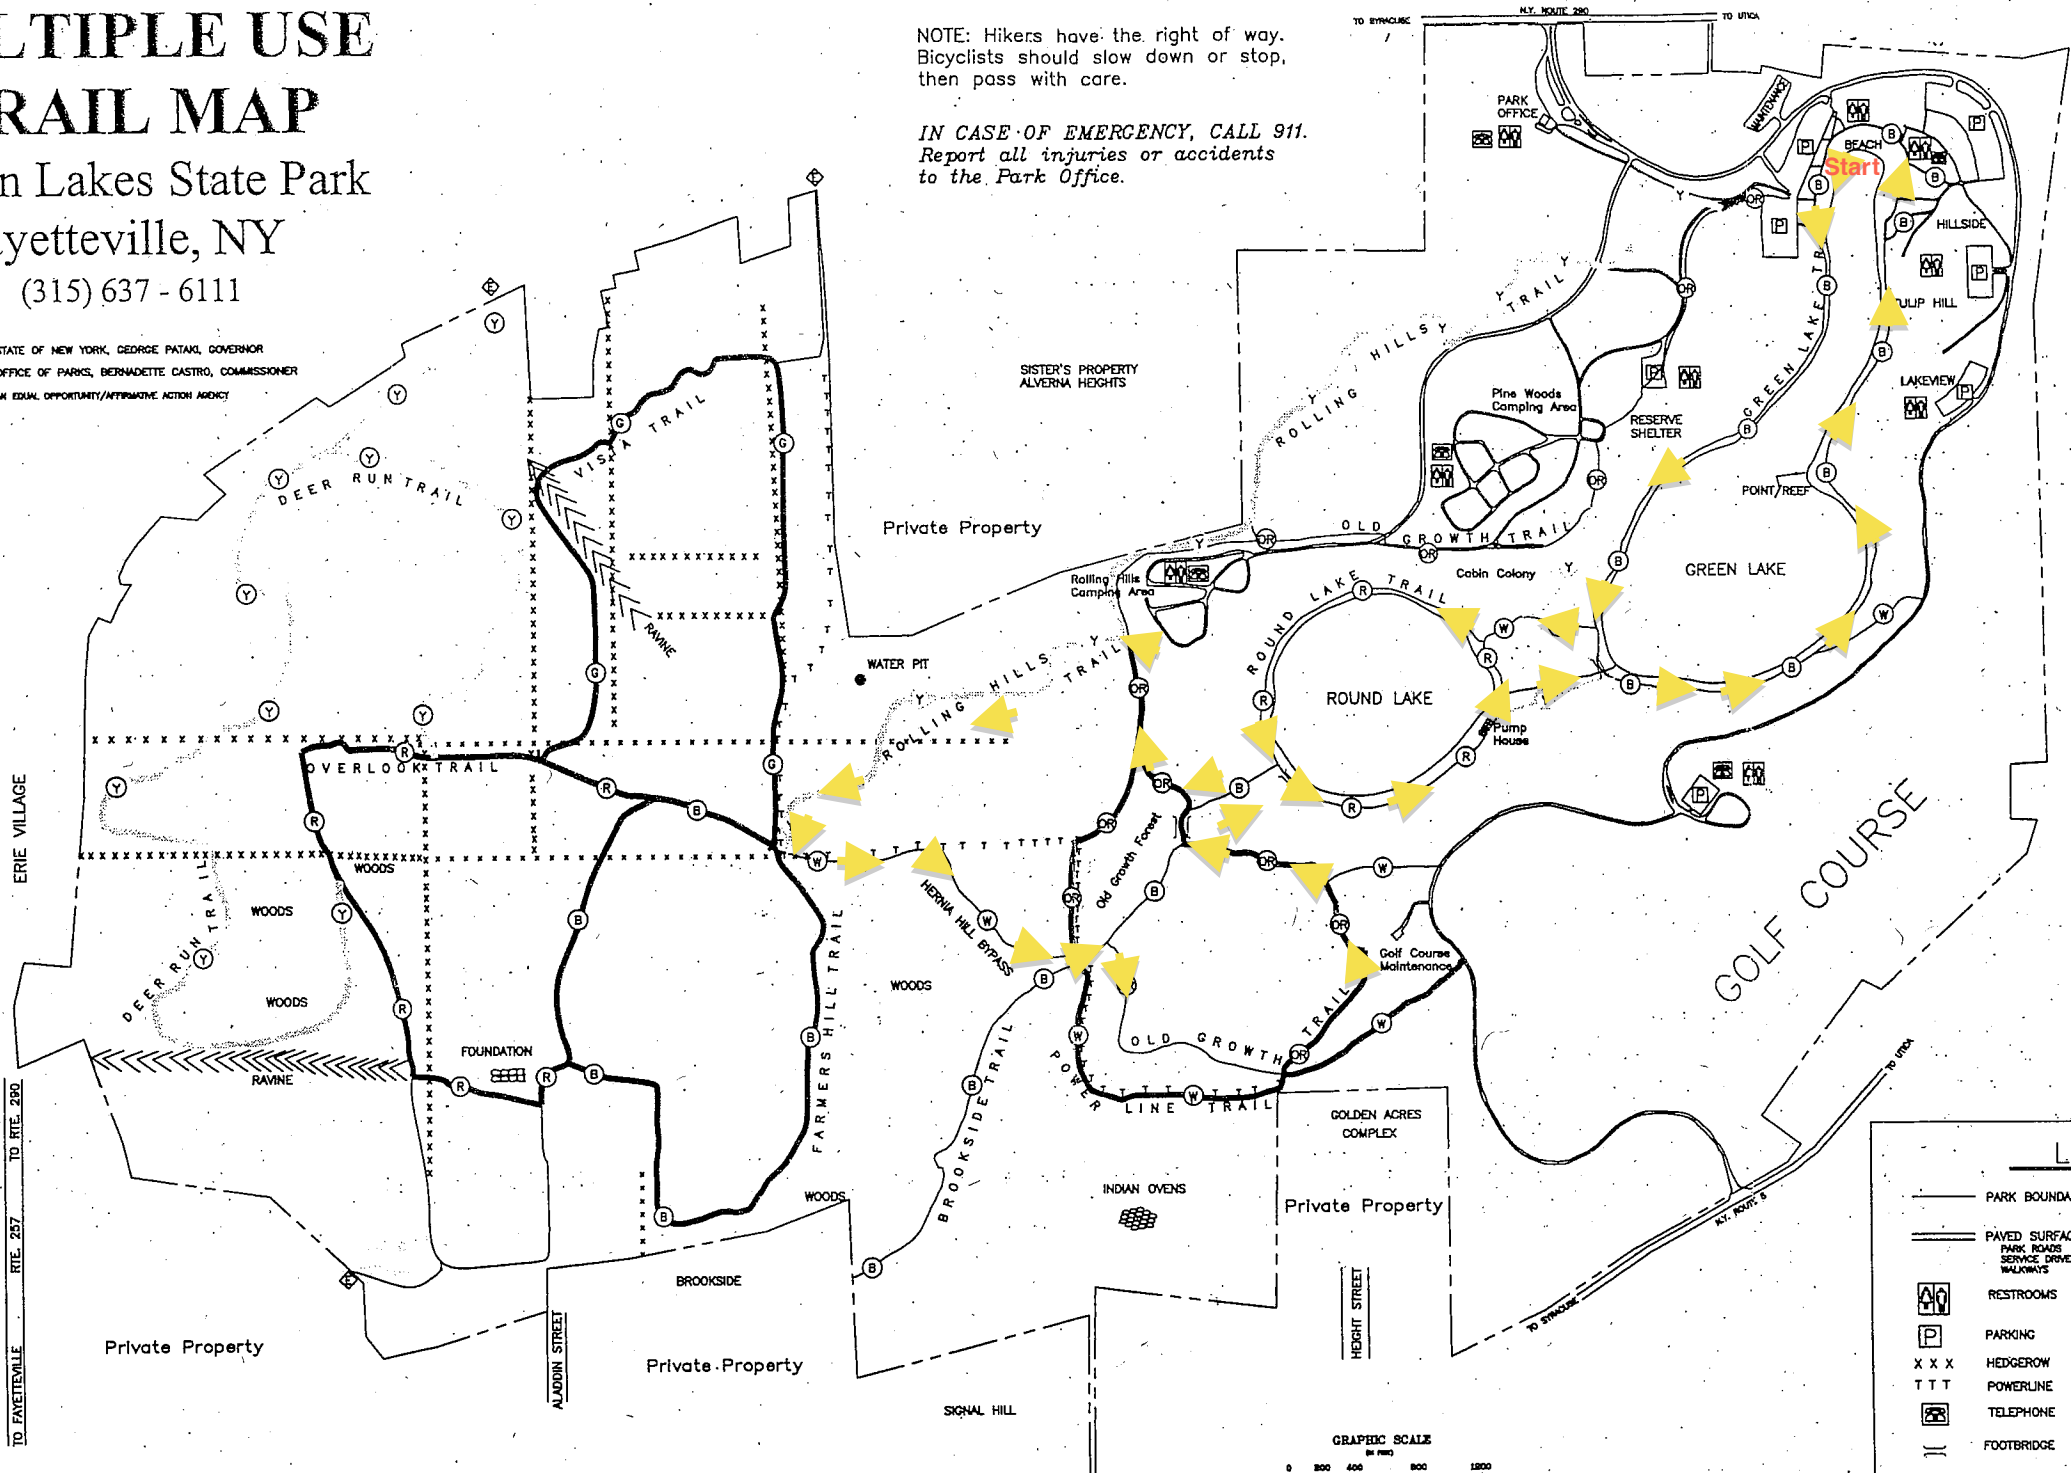 LTIPLE USE
RAIL MAP
n Lakes State Park
yetteville, NY
(315) 637 - 6111
STATE OF NEW YORK, GEORGE PATAKI, GOVERNOR
OFFICE OF PARKS, BERNADETTE CASTRO, COMMISSIONER
AN EQUAL OPPORTUNITY/AFFIRMATIVE ACTION AGENCY
NOTE: Hikers have the right of way.
Bicyclists should slow down or stop,
then pass with care.
IN CASE OF EMERGENCY, CALL 911.
Report all injuries or accidents
to the Park Office.
TO SYRACUSE
N.Y. ROUTE 290
TO UTICA
PARK
OFFICE
MAINTENANCE
BEACH
Start
HILLSIDE
TULIP HILL
LAKEVIEW
GREEN LAKE TR
POINT/REEF
GREEN LAKE
RESERVE
SHELTER
Pine Woods
Camping Area
ROLLING HILLS TRAIL
SISTER'S PROPERTY
ALVERNA HEIGHTS
Private Property
OLD GROWTH TRAIL
Cabin Colony
Rolling Hills
Camping Area
ROUND LAKE TRAIL
ROUND LAKE
Pump
House
VISTA TRAIL
DEER RUN TRAIL
RAVINE
WATER PIT
ROLLING HILLS TRAIL
OVERLOOK TRAIL
ERIE VILLAGE
WOODS
WOODS
DEER RUN TRAIL
WOODS
Old Growth Forest
HERNIA HILL BYPASS
FARMERS HILL TRAIL
WOODS
Golf Course
Maintenance
GOLF COURSE
OLD GROWTH TRAIL
POWER LINE TRAIL
BROOKSIDE TRAIL
FOUNDATION
RAVINE
GOLDEN ACRES
COMPLEX
INDIAN OVENS
Private Property
WOODS
BROOKSIDE
Private Property
Private Property
ALADDIN STREET
HEIGHT STREET
SIGNAL HILL
TO FAYETTEVILLE RTE. 257 TO RTE. 290
TO UTICA
N.Y. ROUTE 5
TO SYRACUSE
GRAPHIC SCALE
0 200 400 800 1200
L
PARK BOUNDA
PAVED SURFAC
PARK ROADS
SERVICE DRIVE
WALKWAYS
RESTROOMS
P PARKING
X X X HEDGEROW
T T T POWERLINE
TELEPHONE
FOOTBRIDGE